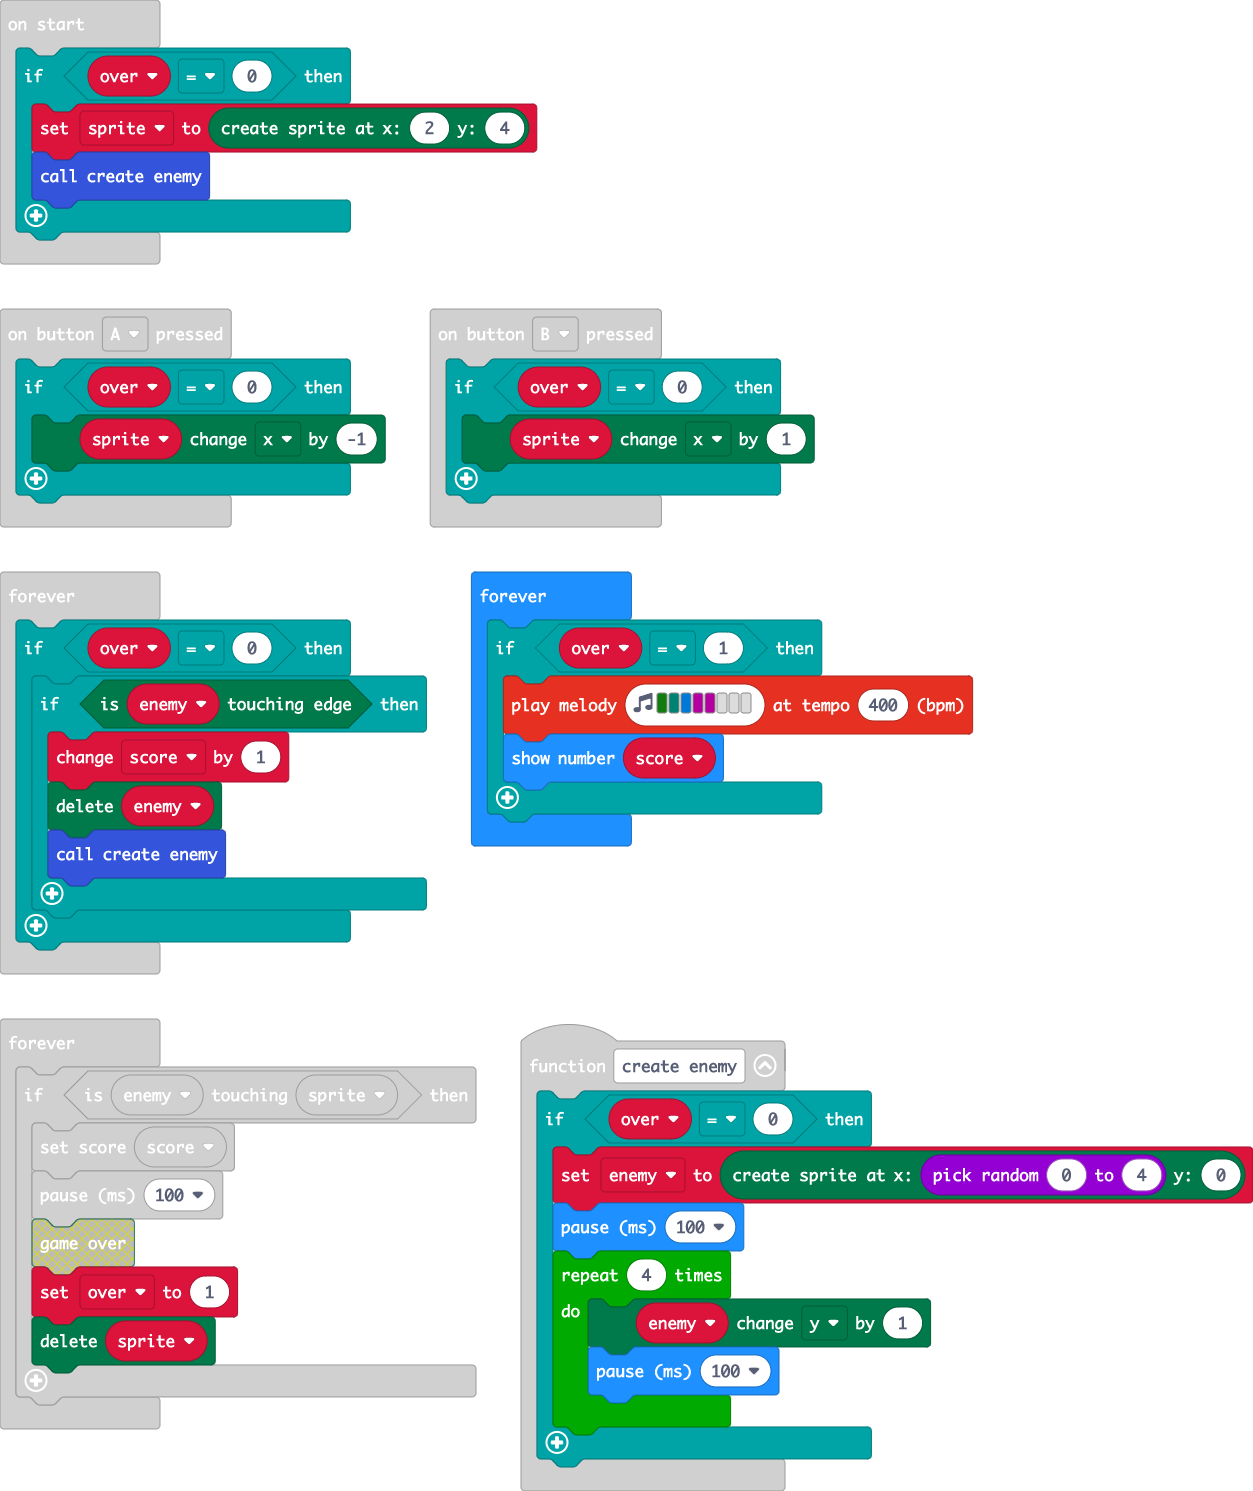 on start
if over = 0 then
set sprite to create sprite at x: 2 y: 4
call create enemy
on button A pressed
if over = 0 then
sprite change x by -1
on button B pressed
if over = 0 then
sprite change x by 1
forever
if over = 0 then
if is enemy touching edge then
change score by 1
delete enemy
call create enemy
forever
if over = 1 then
play melody at tempo 400 (bpm)
show number score
forever
if is enemy touching sprite then
set score score
pause (ms) 100
game over
set over to 1
delete sprite
function create enemy
if over = 0 then
set enemy to create sprite at x: pick random 0 to 4 y: 0
pause (ms) 100
repeat 4 times
do enemy change y by 1
pause (ms) 100